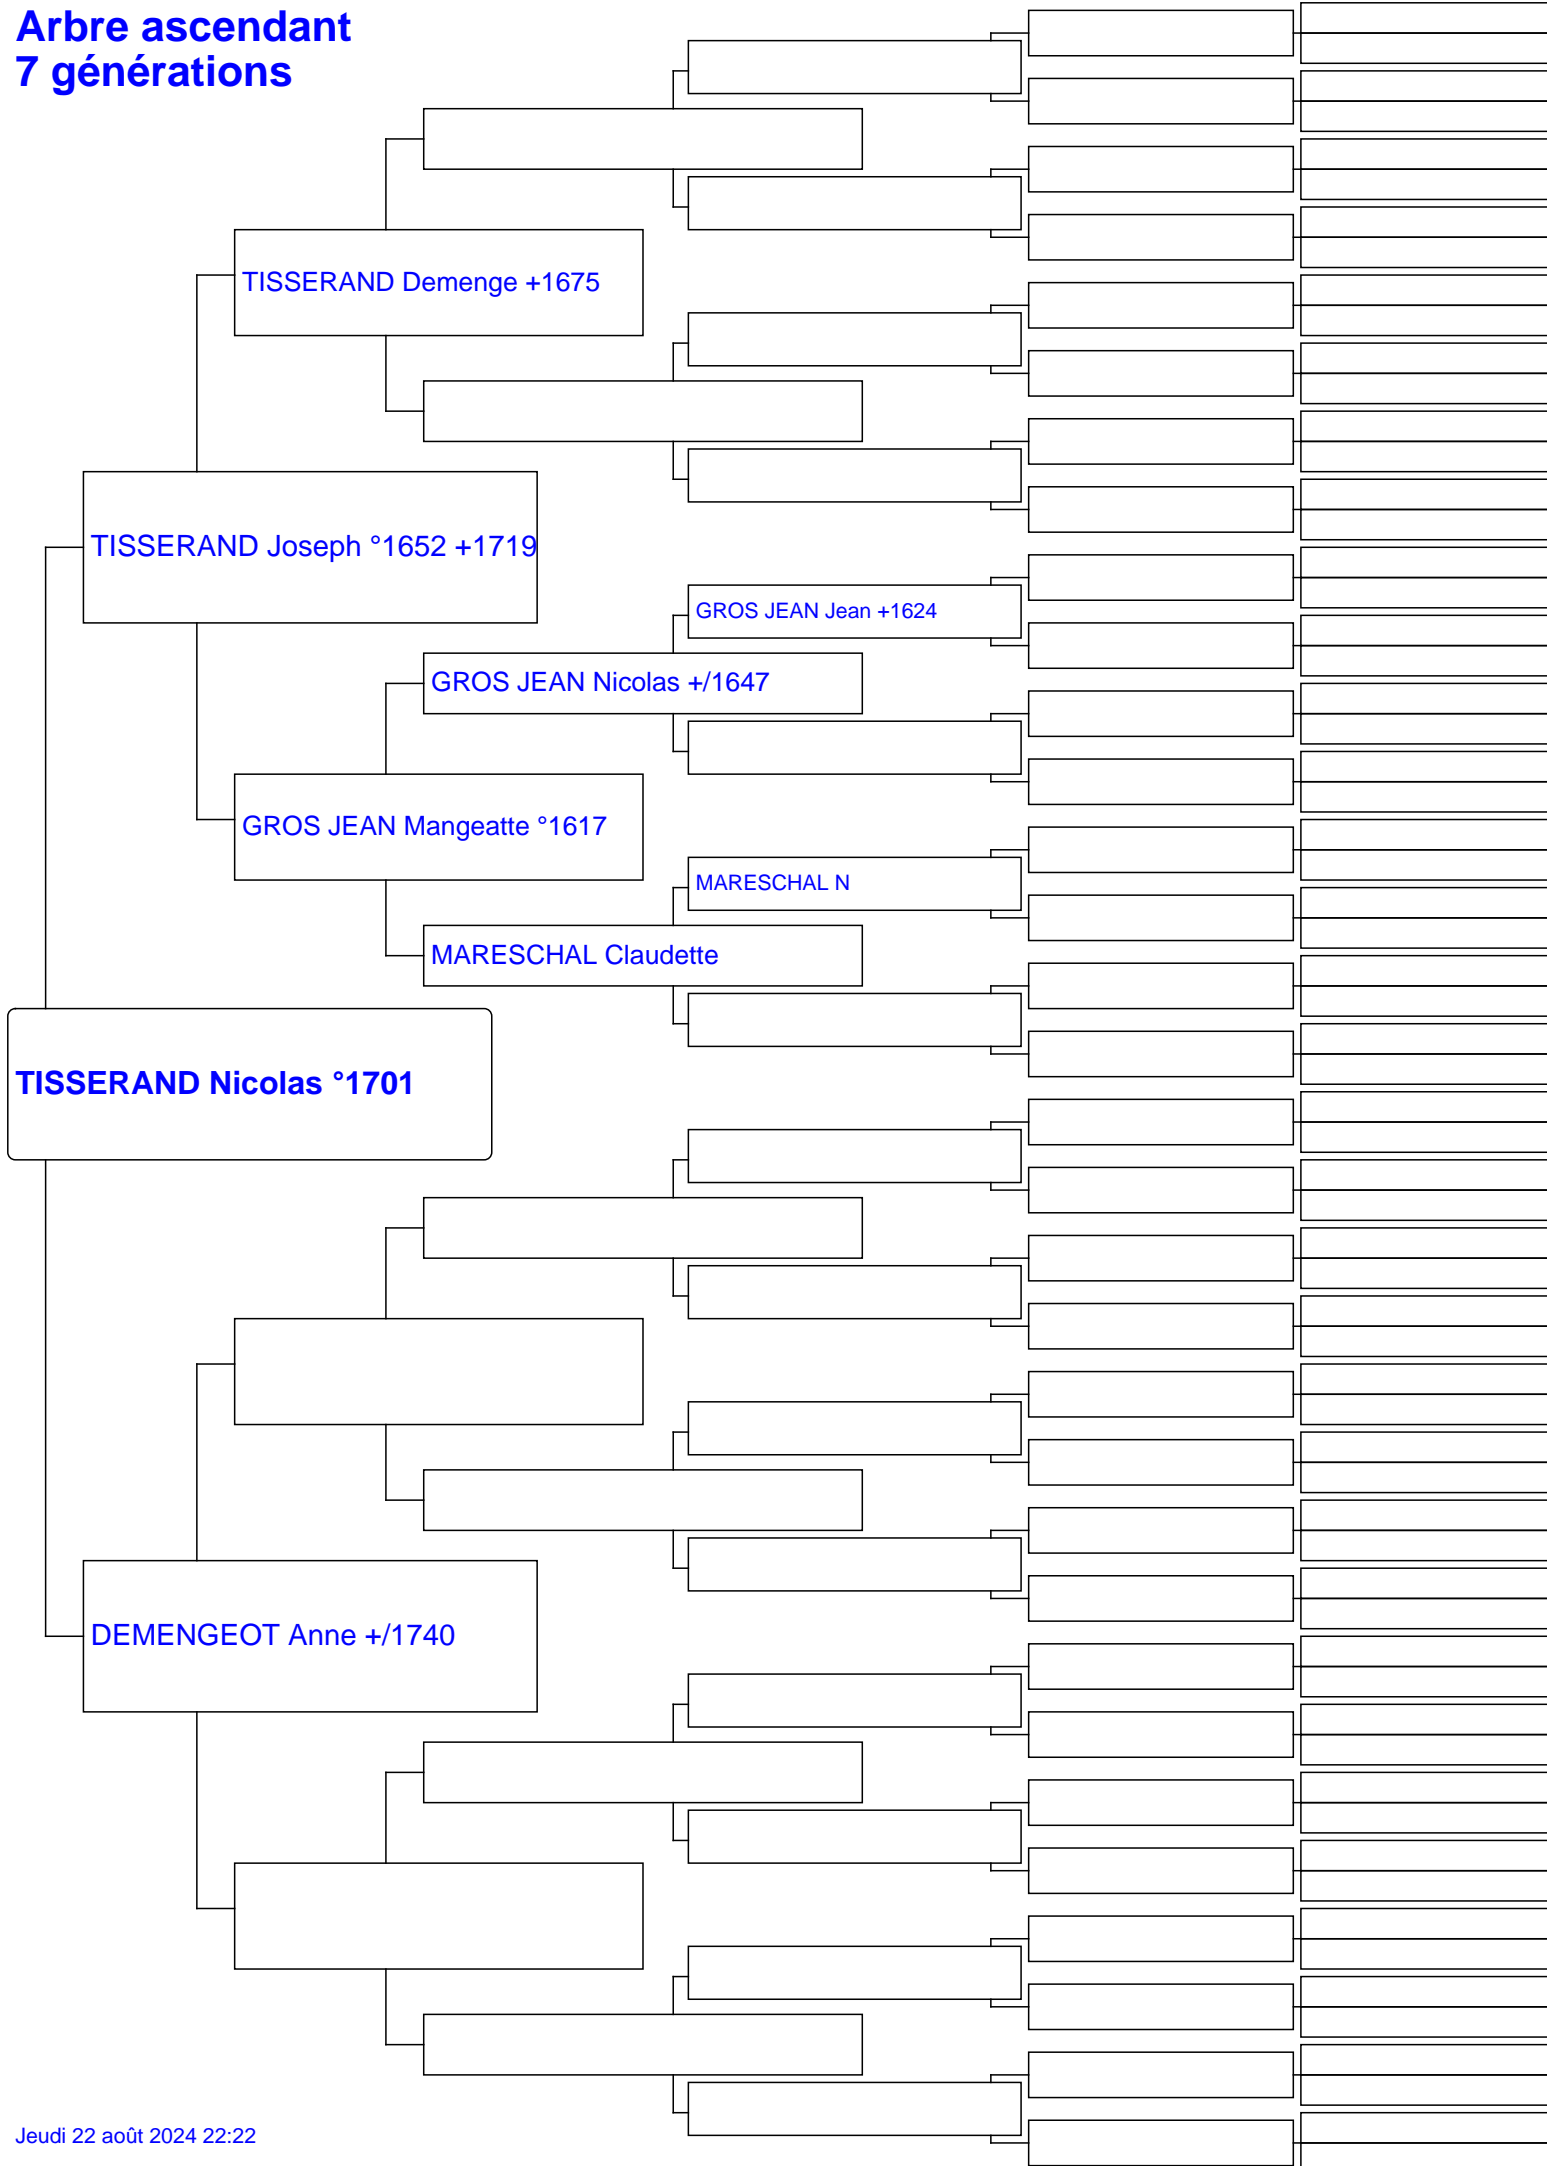 Arbre ascendant
7 générations
TISSERAND Demenge +1675
TISSERAND Joseph °1652 +1719
GROS JEAN Jean +1624
GROS JEAN Nicolas +/1647
GROS JEAN Mangeatte °1617
MARESCHAL N
MARESCHAL Claudette
TISSERAND Nicolas °1701
DEMENGEOT Anne +/1740
Jeudi 22 août 2024 22:22